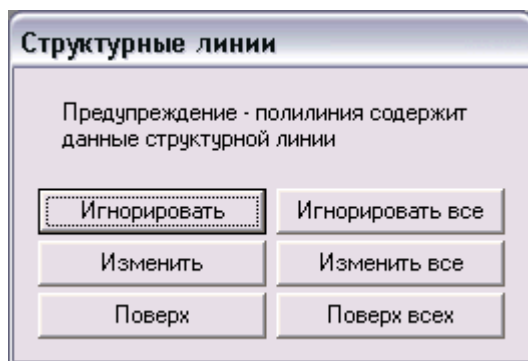 Структурные линии
Предупреждение - полилиния содержит
данные структурной линии
Игнорировать
Игнорировать все
Изменить
Изменить все
Поверх
Поверх всех